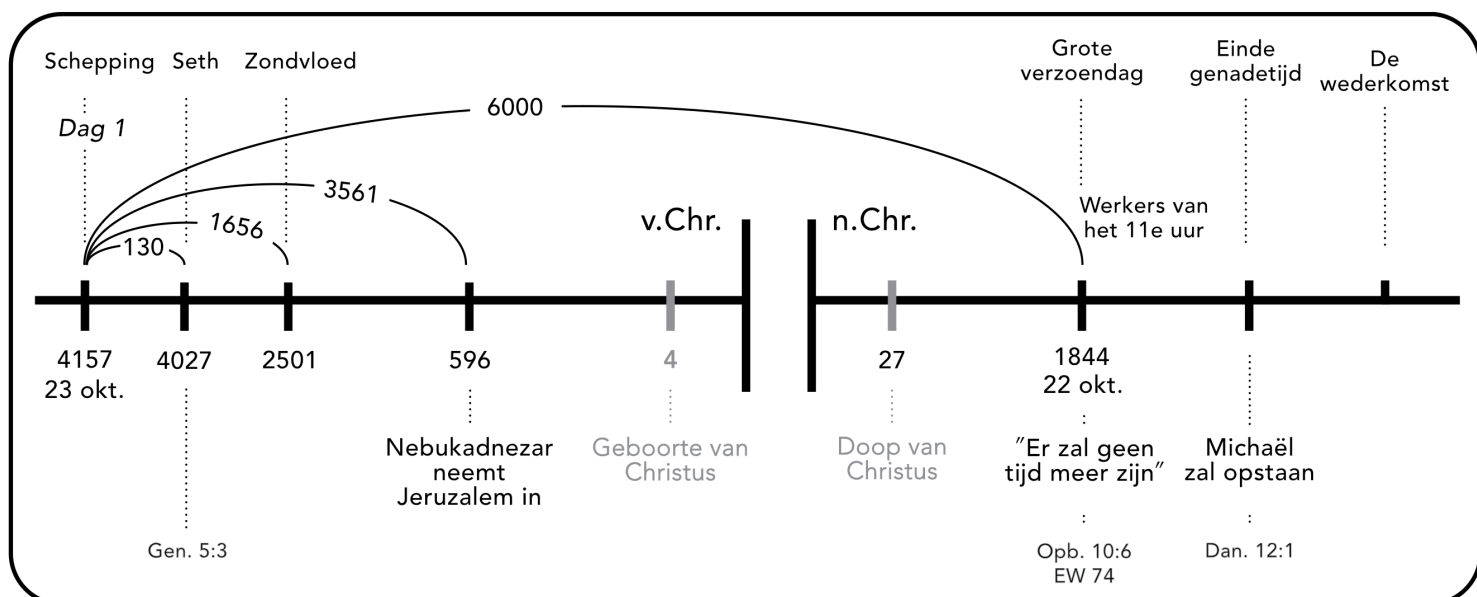 Schepping
Seth
Zondvloed
Grote
verzoendag
Einde
genadetijd
De
wederkomst
Dag 1
6000
3561
1656
130
v.Chr.
n.Chr.
Werkers van
het 11e uur
4157
23 okt.
4027
2501
596
4
27
1844
22 okt.
Nebukadnezar
neemt
Jeruzalem in
Geboorte van
Christus
Doop van
Christus
"Er zal geen
tijd meer zijn"
Michaël
zal opstaan
Gen. 5:3
Opb. 10:6
EW 74
Dan. 12:1